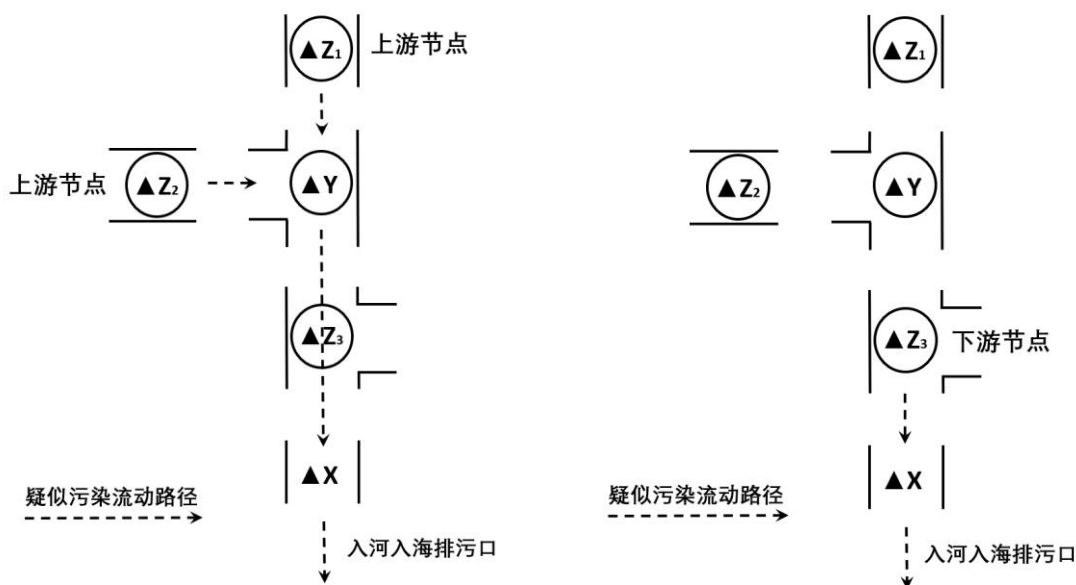 ▲Z₁ 上游节点
上游节点 ▲Z₂ ▲Y
▲Z₃
▲X
疑似污染流动路径
入河入海排污口
▲Z₁
▲Z₂ ▲Y
▲Z₃ 下游节点
▲X
疑似污染流动路径
入河入海排污口